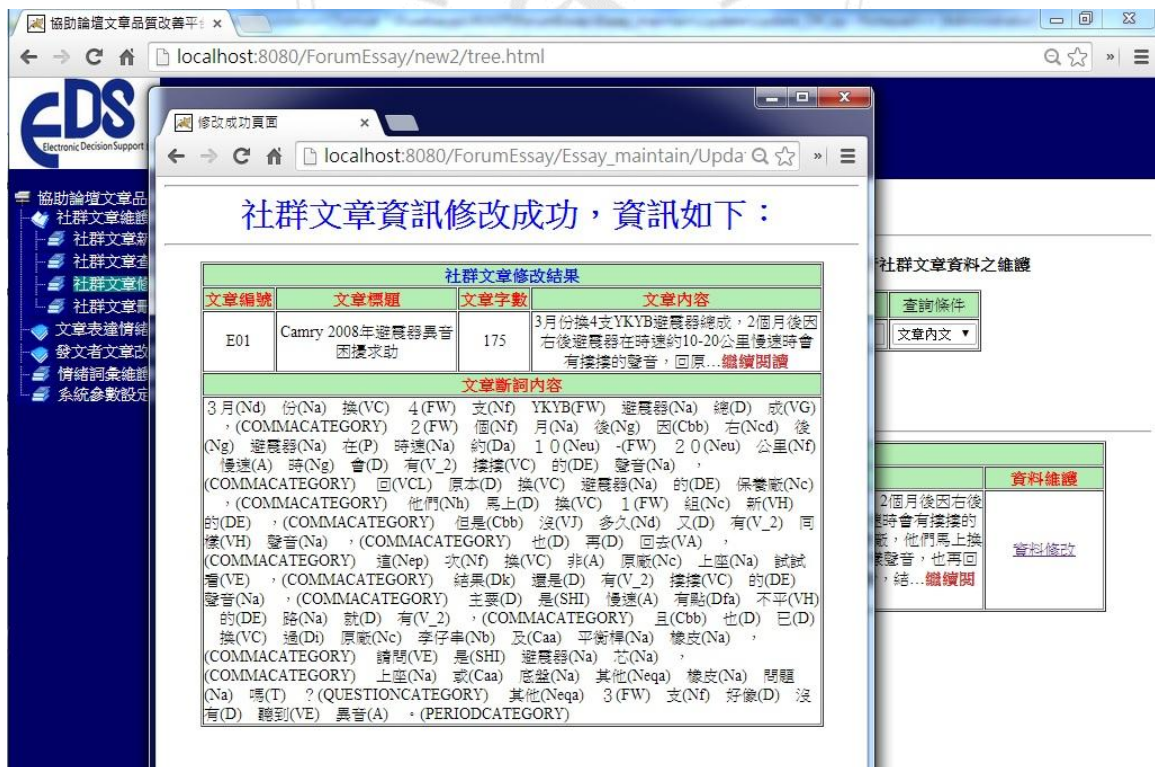 協助論壇文章品質改善平
localhost:8080/ForumEssay/new2/tree.html
EDS
Electronic Decision Support
協助論壇文章品
社群文章維護
社群文章新
社群文章查
社群文章修
社群文章刪
文章表達情緒
發文者文章改
情緒詞彙維護
系統參數設定
修改成功頁面
localhost:8080/ForumEssay/Essay_maintain/Upda
社群文章資訊修改成功，資訊如下：
社群文章修改結果
文章編號 文章標題 文章字數 文章內容
E01 Camry 2008年避震器異音困擾求助 175 3月份換4支YKYB避震器總成，2個月後因
右後避震器在時速約10-20公里慢速時會
有摟摟的聲音，回原...繼續閱讀
文章斷詞內容
３月(Nd) 份(Na) 換(VC) ４(FW) 支(Nf) YKYB(FW) 避震器(Na) 總(D) 成(VG)
，(COMMACATEGORY) ２(FW) 個(Nf) 月(Na) 後(Ng) 因(Cbb) 右(Ncd) 後
(Ng) 避震器(Na) 在(P) 時速(Na) 約(Da) １０(Neu) -(FW) ２０(Neu) 公里(Nf)
慢速(A) 時(Ng) 會(D) 有(V_2) 摟摟(VC) 的(DE) 聲音(Na) ，
(COMMACATEGORY) 回(VCL) 原本(D) 換(VC) 避震器(Na) 的(DE) 保養廠(Nc)
，(COMMACATEGORY) 他們(Nh) 馬上(D) 換(VC) １(FW) 組(Nc) 新(VH)
的(DE) ，(COMMACATEGORY) 但是(Cbb) 沒(VJ) 多久(Nd) 又(D) 有(V_2) 同
樣(VH) 聲音(Na) ，(COMMACATEGORY) 也(D) 再(D) 回去(VA) ，
(COMMACATEGORY) 這(Nep) 次(Nf) 換(VC) 非(A) 原廠(Nc) 上座(Na) 試試
看(VE) ，(COMMACATEGORY) 結果(Dk) 還是(D) 有(V_2) 摟摟(VC) 的(DE)
聲音(Na) ，(COMMACATEGORY) 主要(D) 是(SHI) 慢速(A) 有點(Dfa) 不平(VH)
的(DE) 路(Na) 就(D) 有(V_2) ，(COMMACATEGORY) 且(Cbb) 也(D) 已(D)
換(VC) 過(Di) 原廠(Nc) 李仔串(Nb) 及(Caa) 平衡桿(Na) 橡皮(Na) ，
(COMMACATEGORY) 請問(VE) 是(SHI) 避震器(Na) 芯(Na) ，
(COMMACATEGORY) 上座(Na) 或(Caa) 底盤(Na) 其他(Neqa) 橡皮(Na) 問題
(Na) 嗎(T) ？(QUESTIONCATEGORY) 其他(Neqa) ３(FW) 支(Nf) 好像(D) 沒
有(D) 聽到(VE) 異音(A) 。(PERIODCATEGORY)
社群文章資料之維護
查詢條件
文章內文
資料維護
2個月後因右後
時會有摟摟的
廠，他們馬上換
聲音，也再回
，結...繼續閱
資料修改